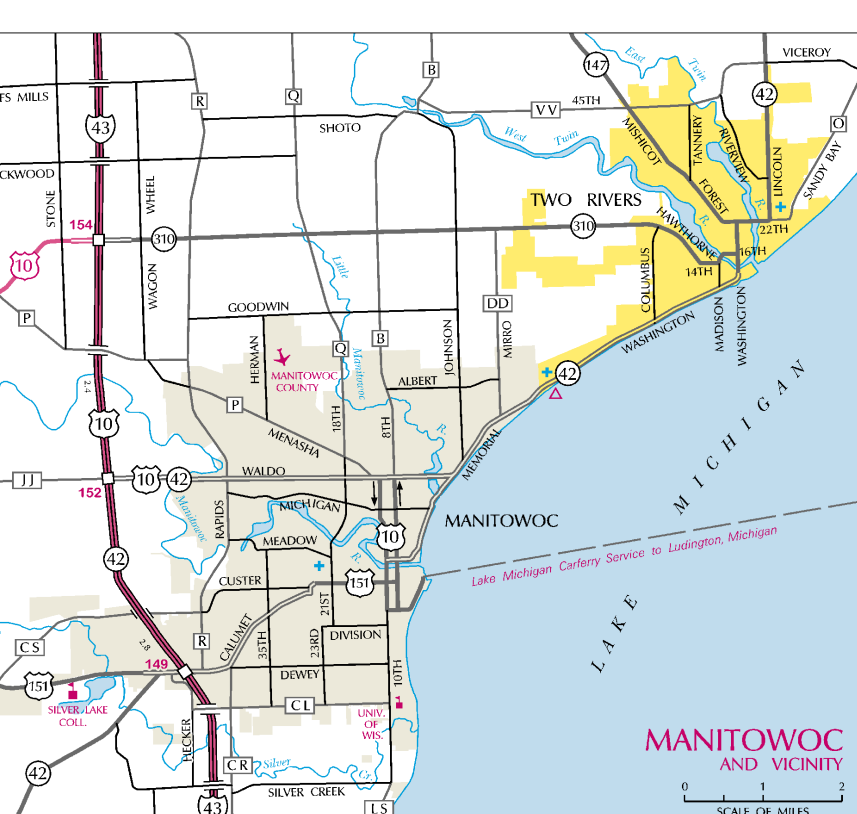 VICEROY
147
East
Twin
B
R
Q
42
FS MILLS
VV
45TH
O
43
SHOTO
West
Twin
MISHICOT
TANNERY
RIVERVIEW
LINCOLN
SANDY BAY
CKWOOD
STONE
WHEEL
WAGON
TWO RIVERS
FOREST
R.
R.
154
310
310
HAWTHORNE
22TH
16TH
14TH
10
Little
Manitowoc
R.
COLUMBUS
MADISON
WASHINGTON
WASHINGTON
P
GOODWIN
DD
HERMAN
Q
B
JOHNSON
MIRRO
MANITOWOC
COUNTY
ALBERT
42
2.4
P
18TH
8TH
10
MENASHA
MEMORIAL
LAKE MICHIGAN
JJ
10
42
WALDO
152
Manitowoc
R.
RAPIDS
MICHIGAN
MANITOWOC
MEADOW
10
42
Lake Michigan Carferry Service to Ludington, Michigan
CUSTER
151
21ST
CS
2.8
R
CALUMET
35TH
23RD
DIVISION
149
151
DEWEY
10TH
SILVER LAKE
COLL.
CL
UNIV.
OF
WIS.
HECKER
MANITOWOC
AND VICINITY
42
CR
Silver
Cr.
SILVER CREEK
43
LS
0 1 2
SCALE OF MILES